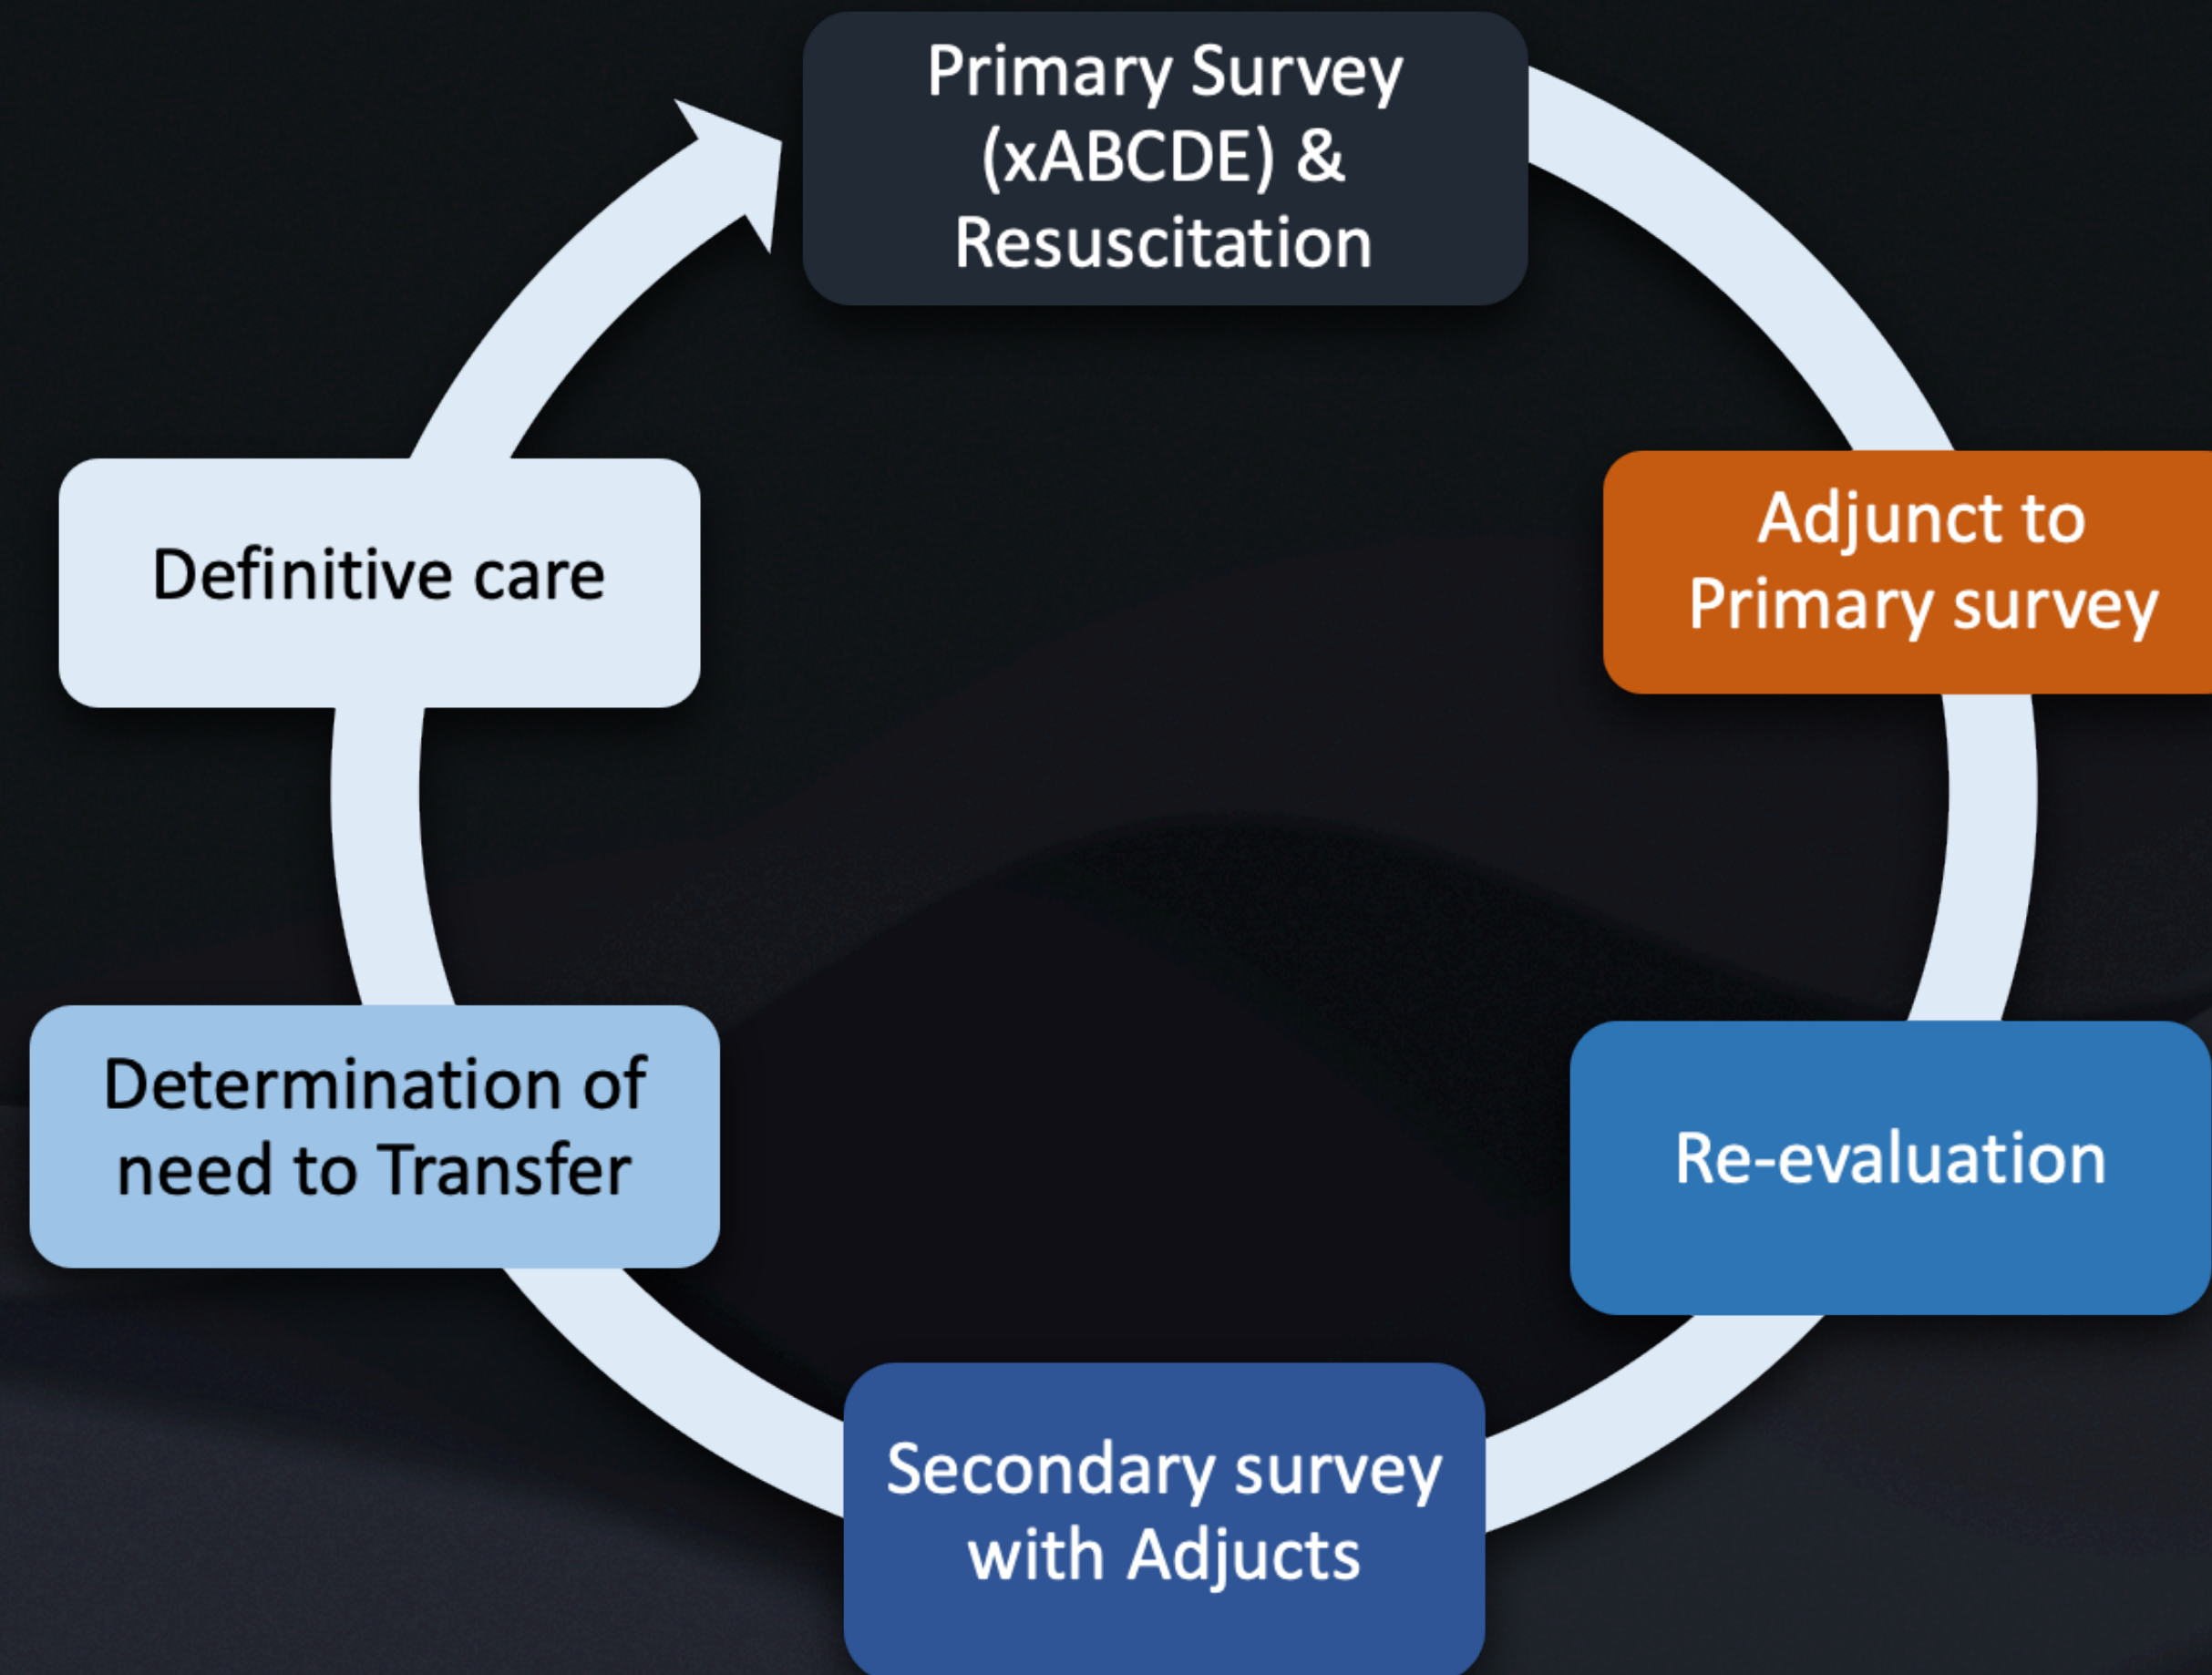 Primary Survey
(xABCDE) &
Resuscitation
Adjunct to
Primary survey
Re-evaluation
Secondary survey
with Adjucts
Determination of
need to Transfer
Definitive care